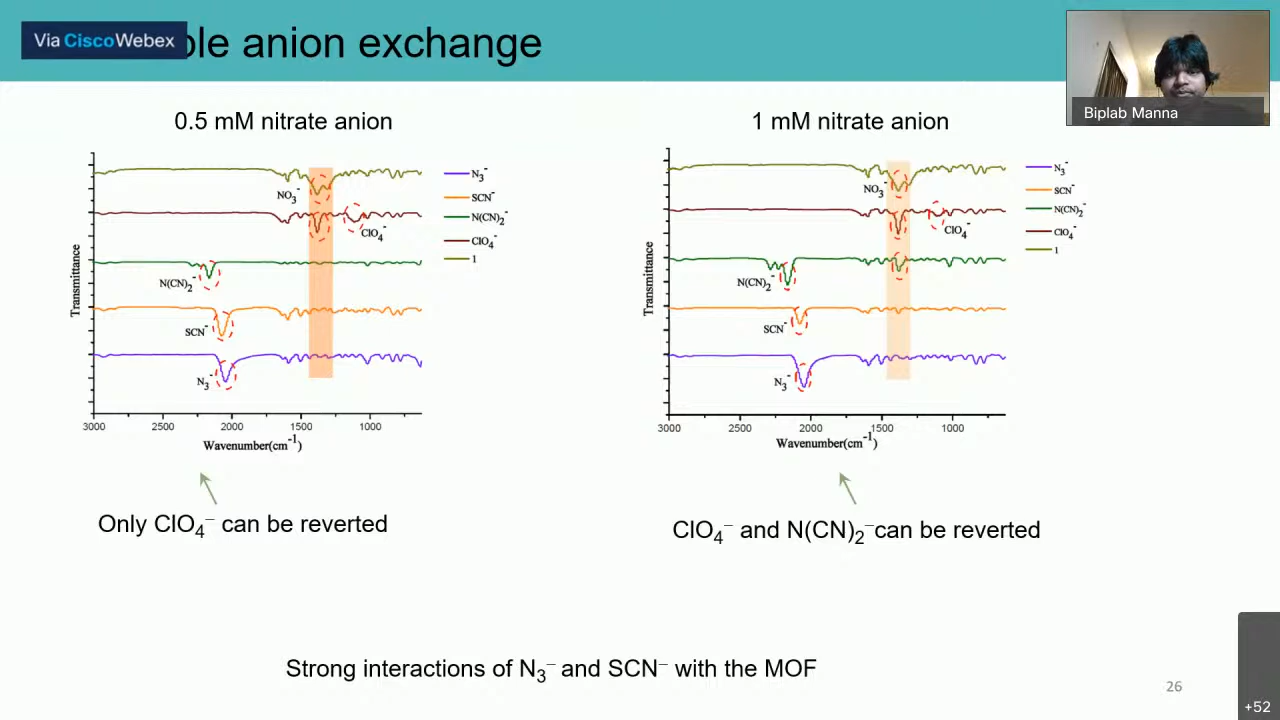 Via Cisco Webex
ble anion exchange
Biplab Manna
0.5 mM nitrate anion
1 mM nitrate anion
NO₃⁻
ClO₄⁻
N(CN)₂⁻
SCN⁻
N₃⁻
Transmittance
3000 2500 2000 1500 1000
Wavenumber(cm⁻¹)
N₃⁻
SCN⁻
N(CN)₂⁻
ClO₄⁻
1
NO₃⁻
ClO₄⁻
N(CN)₂⁻
SCN⁻
N₃⁻
Transmittance
3000 2500 2000 1500 1000
Wavenumber(cm⁻¹)
N₃⁻
SCN⁻
N(CN)₂⁻
ClO₄⁻
1
Only ClO₄⁻ can be reverted
ClO₄⁻ and N(CN)₂⁻can be reverted
Strong interactions of N₃⁻ and SCN⁻ with the MOF
26
+52